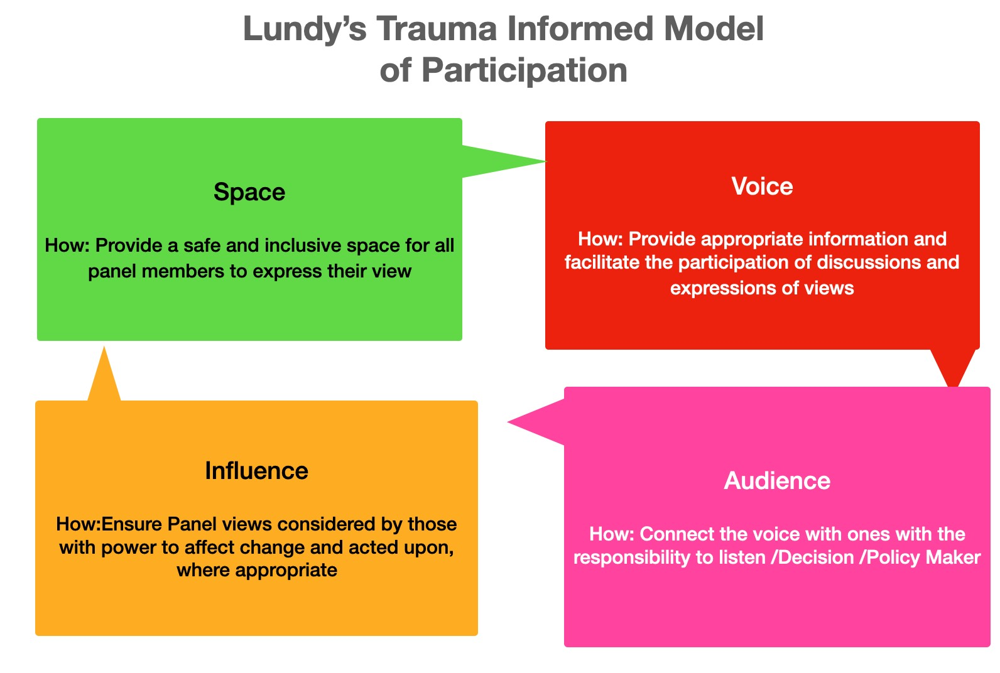 Lundy’s Trauma Informed Model
of Participation
Space
How: Provide a safe and inclusive space for all
panel members to express their view
Voice
How: Provide appropriate information and
facilitate the participation of discussions and
expressions of views
Influence
How:Ensure Panel views considered by those
with power to affect change and acted upon,
where appropriate
Audience
How: Connect the voice with ones with the
responsibility to listen /Decision /Policy Maker